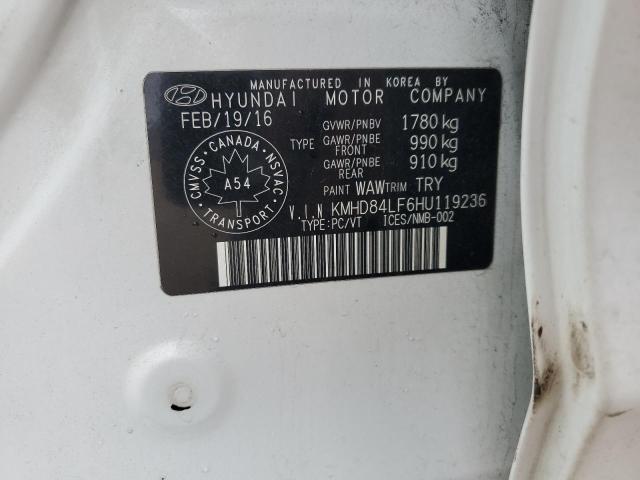 MANUFACTURED IN KOREA BY
HYUNDAI MOTOR COMPANY
FEB/19/16
GVWR/PNBV 1780 kg
TYPE GAWR/PNBE FRONT 990 kg
GAWR/PNBE REAR 910 kg
PAINT WAW TRIM TRY
V.I.N KMHD84LF6HU119236
TYPE:PC/VT ICES/NMB-002
CMVSS CANADA NSVAC
A54
TRANSPORT